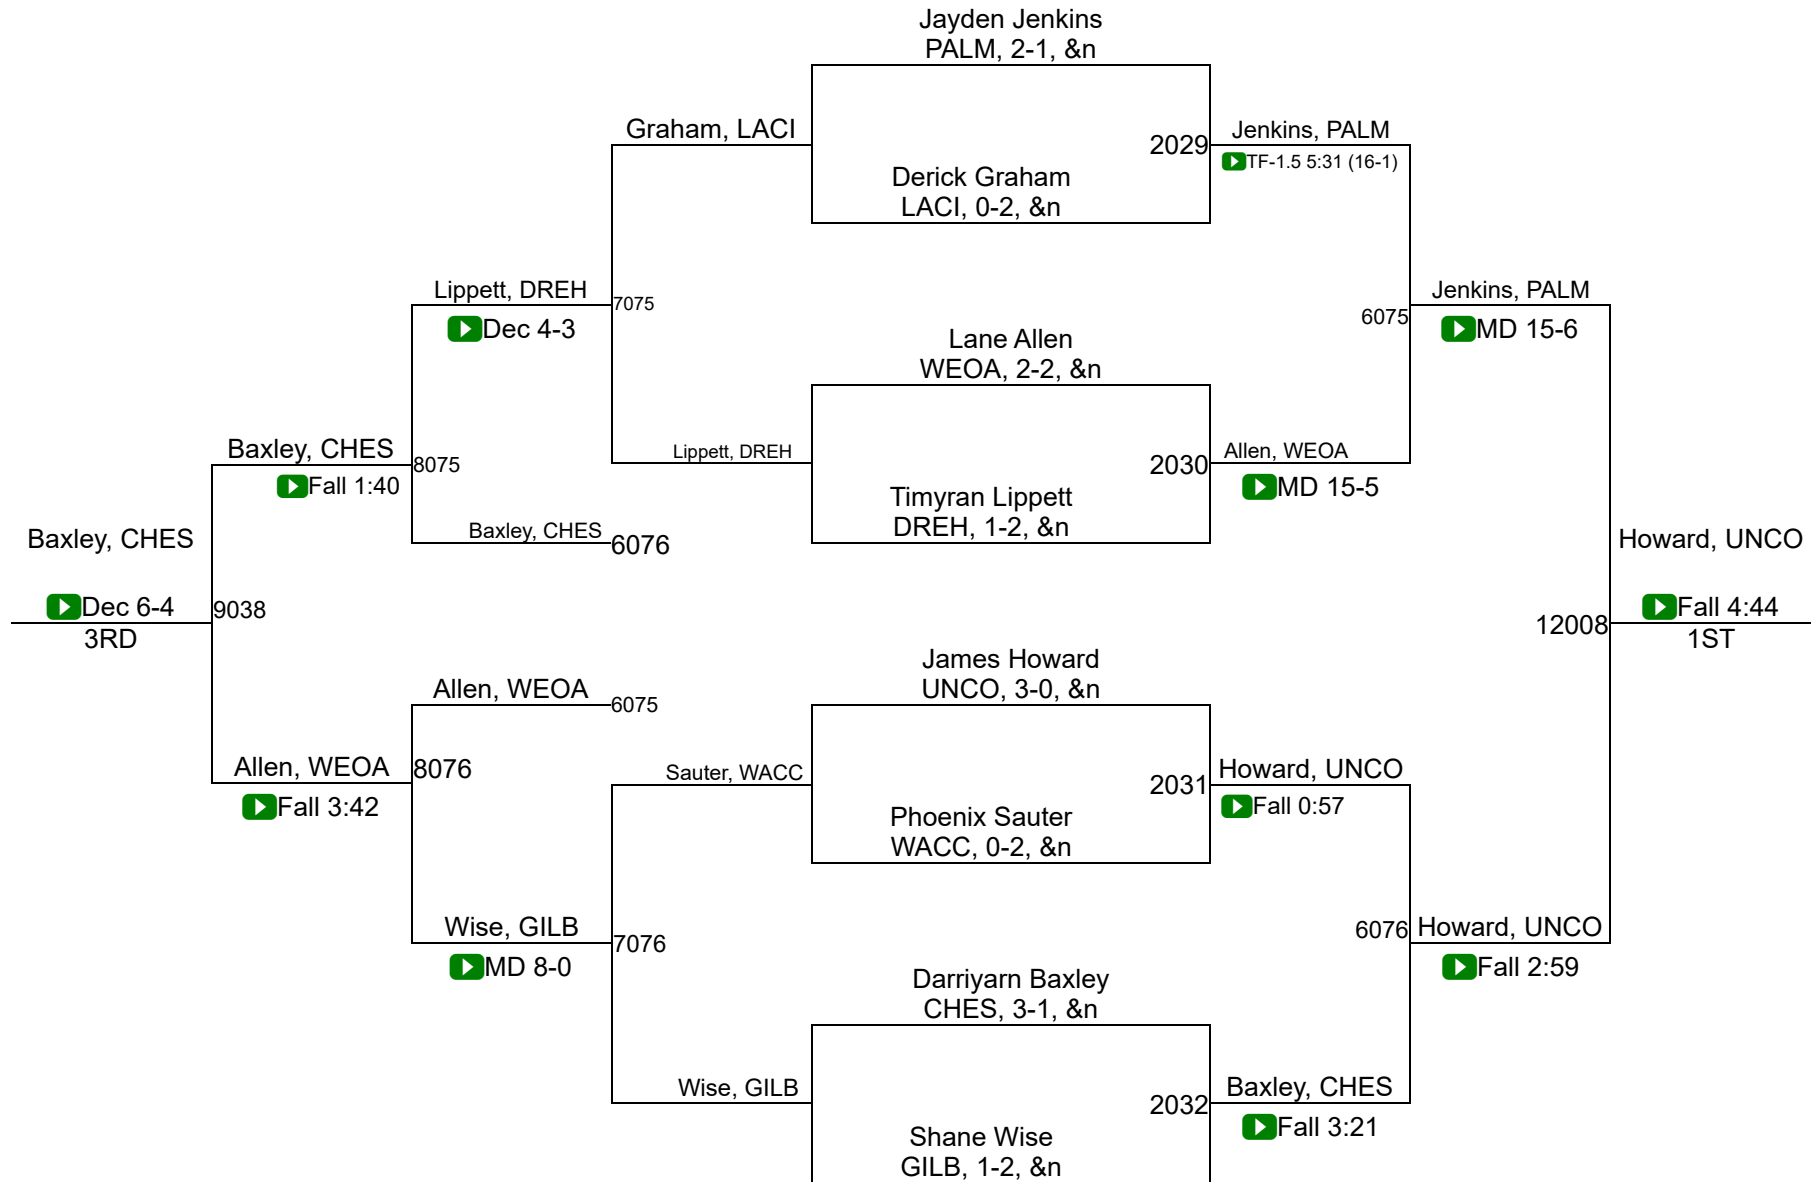 Jayden Jenkins
PALM, 2-1, &n
Graham, LACI
2029
Jenkins, PALM
TF-1.5 5:31 (16-1)
Derick Graham
LACI, 0-2, &n
Lippett, DREH
7075
Dec 4-3
6075
Jenkins, PALM
MD 15-6
Lane Allen
WEOA, 2-2, &n
Baxley, CHES
8075
Fall 1:40
Lippett, DREH
2030
Allen, WEOA
MD 15-5
Timyran Lippett
DREH, 1-2, &n
Baxley, CHES
6076
Baxley, CHES
Howard, UNCO
Dec 6-4
9038
3RD
12008
Fall 4:44
1ST
James Howard
UNCO, 3-0, &n
Allen, WEOA
6075
Allen, WEOA
8076
Fall 3:42
Sauter, WACC
2031
Howard, UNCO
Fall 0:57
Phoenix Sauter
WACC, 0-2, &n
Wise, GILB
7076
MD 8-0
6076
Howard, UNCO
Fall 2:59
Darriyarn Baxley
CHES, 3-1, &n
Wise, GILB
2032
Baxley, CHES
Fall 3:21
Shane Wise
GILB, 1-2, &n